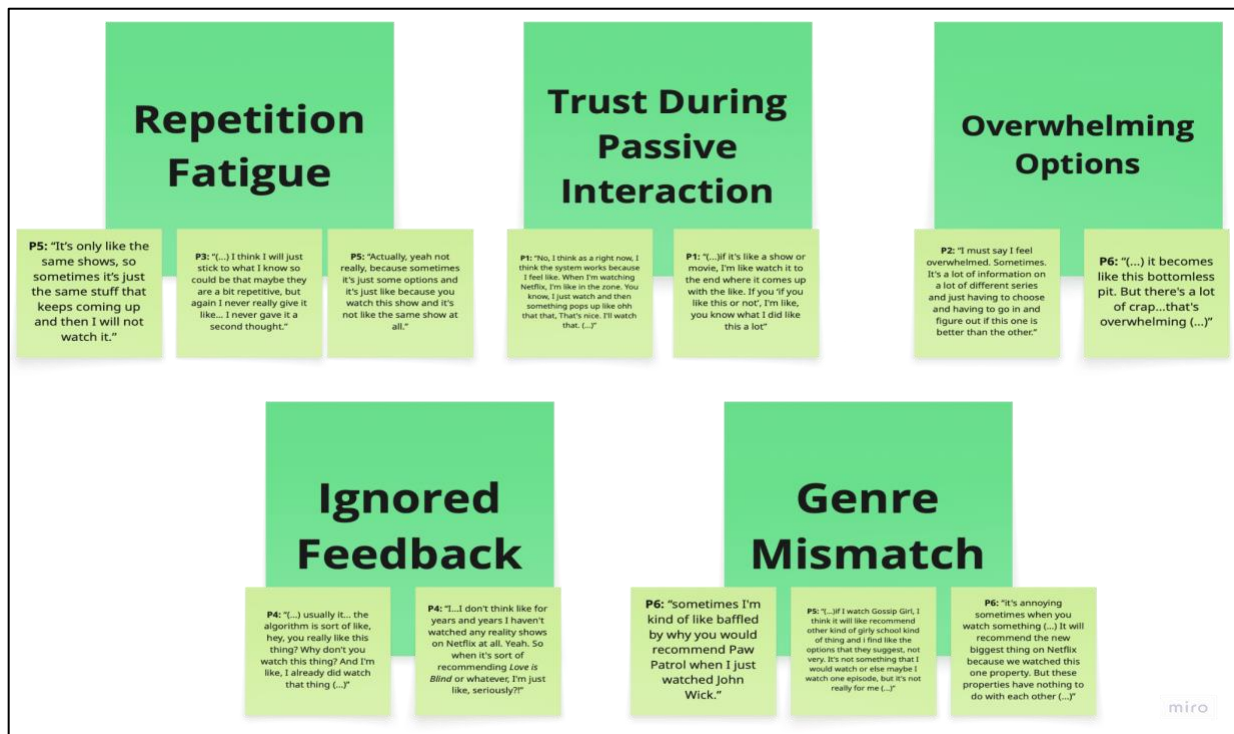 Repetition
Fatigue
P5: “It’s only like the
same shows, so
sometimes it’s just
the same stuff that
keeps coming up
and then I will not
watch it.”
P3: “(...) I think I will just
stick to what I know so
could be that maybe they
are a bit repetitive, but
again I never really give it
like... I never gave it a
second thought.”
P5: “Actually, yeah not
really, because sometimes
it's just some options and
it's just like because you
watch this show and it's
not like the same show at
all.”
Trust During
Passive
Interaction
P1: “No, I think as a right now, I
think the system works because
I feel like. When I'm watching
Netflix, I'm like in the zone. You
know, I just watch and then
something pops up like ohh
that that, That's nice. I'll watch
that. (...)”
P1: “(...)if it's like a show or
movie, I'm like watch it to
the end where it comes up
with the like. If you ‘if you
like this or not’, I'm like,
you know what I did like
this a lot”
Overwhelming
Options
P2: “I must say I feel
overwhelmed. Sometimes.
It's a lot of information on
a lot of different series
and just having to choose
and having to go in and
figure out if this one is
better than the other.”
P6: “(...) it becomes
like this bottomless
pit. But there's a lot
of crap...that's
overwhelming (...)”
Ignored
Feedback
P4: “(...) usually it... the
algorithm is sort of like,
hey, you really like this
thing? Why don't you
watch this thing? And I'm
like, I already did watch
that thing (...)”
P4: “I...I don't think like for
years and years I haven't
watched any reality shows
on Netflix at all. Yeah. So
when it's sort of
recommending Love is
Blind or whatever, I'm just
like, seriously?!”
Genre
Mismatch
P6: “sometimes I'm
kind of like baffled
by why you would
recommend Paw
Patrol when I just
watched John
Wick.”
P5: “(...)if I watch Gossip Girl, I
think it will like recommend
other kind of girly school kind of
thing and i find like the
options that they suggest, not
very. It's not something that I
would watch or else maybe I
watch one episode, but it's not
really for me (...)”
P6: “it's annoying
sometimes when you
watch something (...) It will
recommend the new
biggest thing on Netflix
because we watched this
one property. But these
properties have nothing to
do with each other (...)”
miro